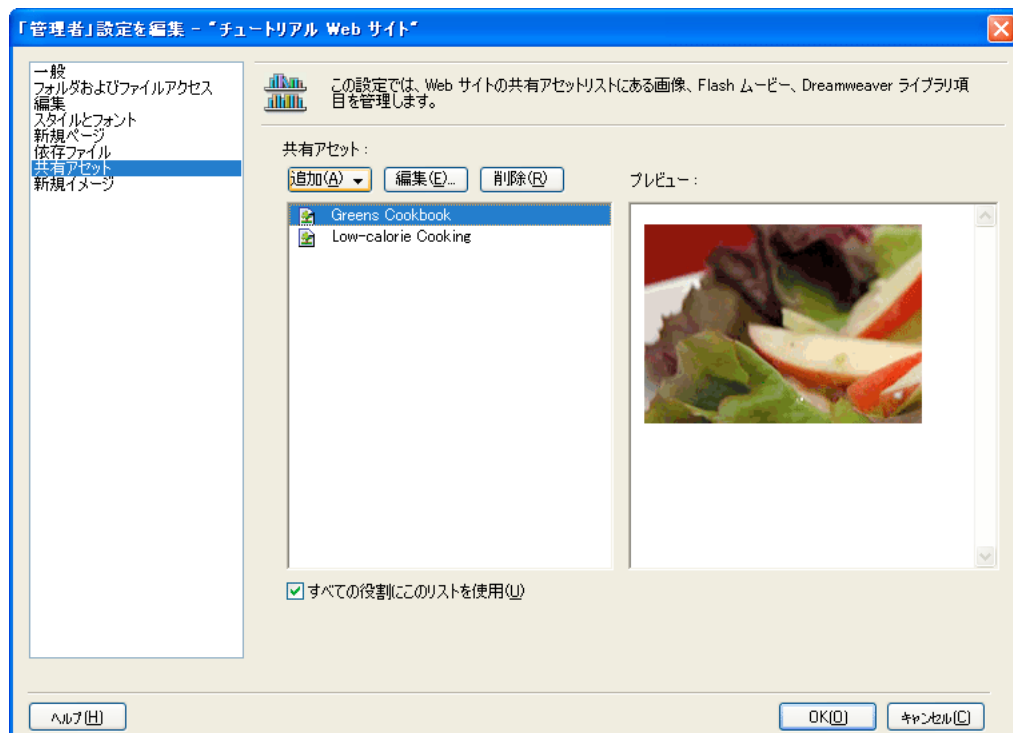 「管理者」設定を編集 - "チュートリアル Web サイト"
一般
フォルダおよびファイルアクセス
編集
スタイルとフォント
新規ページ
依存ファイル
共有アセット
新規イメージ
この設定では、Web サイトの共有アセットリストにある画像、Flash ムービー、Dreamweaver ライブラリ項
目を管理します。
共有アセット：
追加(A)
編集(E)...
削除(R)
プレビュー：
Greens Cookbook
Low-calorie Cooking
すべての役割にこのリストを使用(U)
ヘルプ(H)
OK(O)
キャンセル(C)